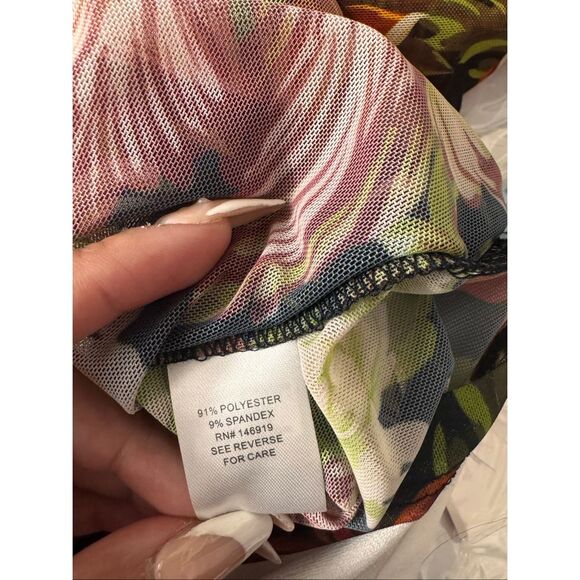 91% POLYESTER
9% SPANDEX
RN# 146919
SEE REVERSE
FOR CARE